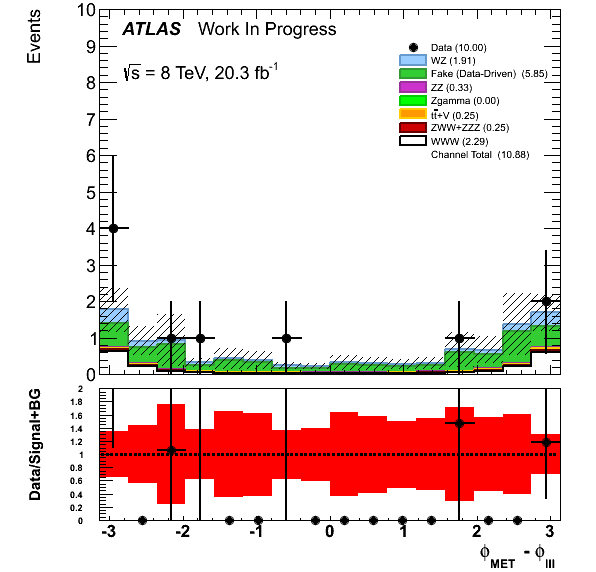 Events
10
9
8
7
6
5
4
3
2
1
0
ATLAS Work In Progress
√s = 8 TeV, 20.3 fb⁻¹
Data (10.00)
WZ (1.91)
Fake (Data-Driven) (5.85)
ZZ (0.33)
Zgamma (0.00)
tt̄+V (0.25)
ZWW+ZZZ (0.25)
WWW (2.29)
Channel Total (10.88)
Data/Signal+BG
2
1.8
1.6
1.4
1.2
1
0.8
0.6
0.4
0.2
0
-3 -2 -1 0 1 2 3
ϕMET - ϕlll